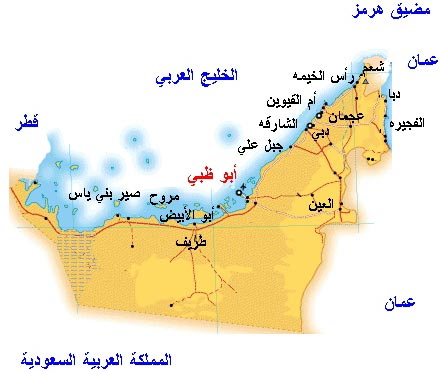 مضيق هرمز
عمان
شعم
رأس الخيمه
الخليج العربي
دبا
أم القيوين
عجمان
الفجيره
الشارقه
قطر
دبي
جبل علي
أبو ظبي
مروح
صير بني ياس
العين
أبو الأبيض
طريف
عمان
المملكة العربية السعودية